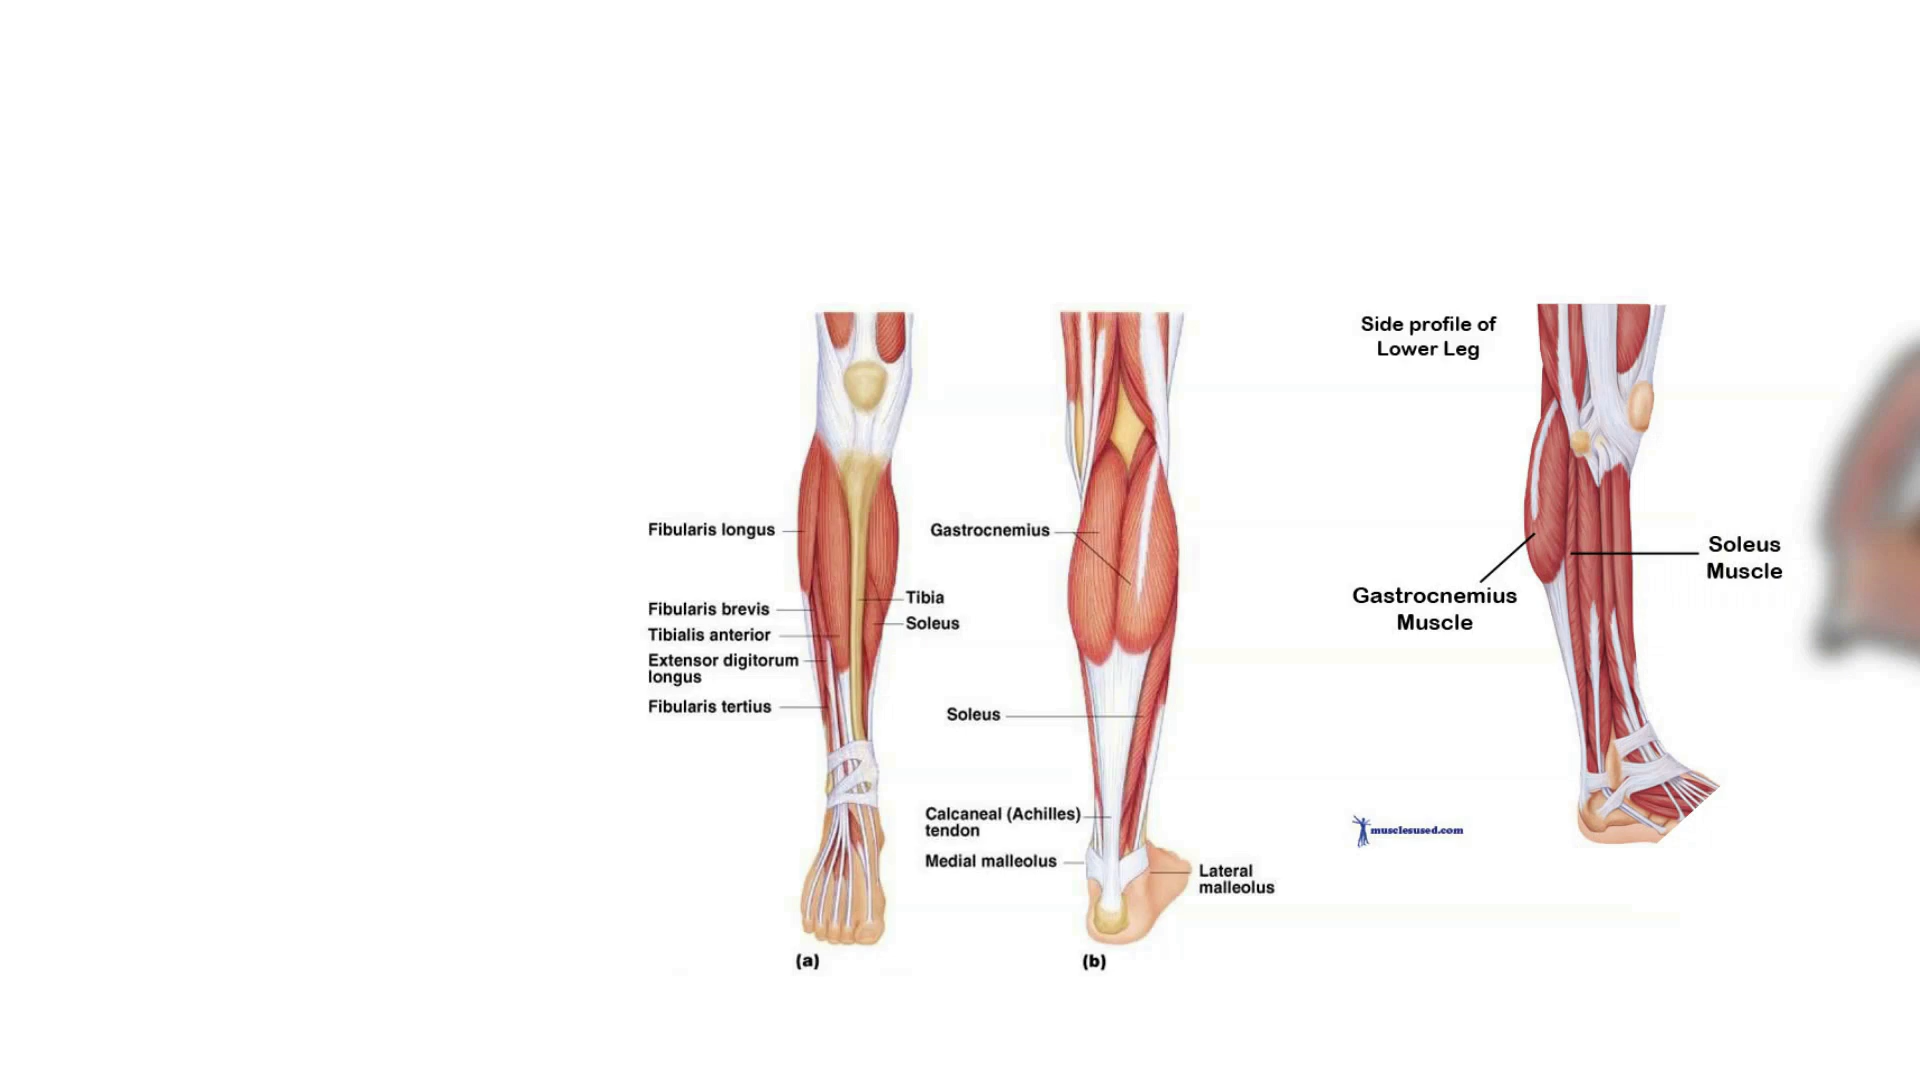 Side profile of
Lower Leg
Fibularis longus
Fibularis brevis
Tibialis anterior
Extensor digitorum
longus
Fibularis tertius
Tibia
Soleus
(a)
Gastrocnemius
Soleus
Calcaneal (Achilles)
tendon
Medial malleolus
Lateral
malleolus
(b)
Gastrocnemius
Muscle
Soleus
Muscle
musclesused.com